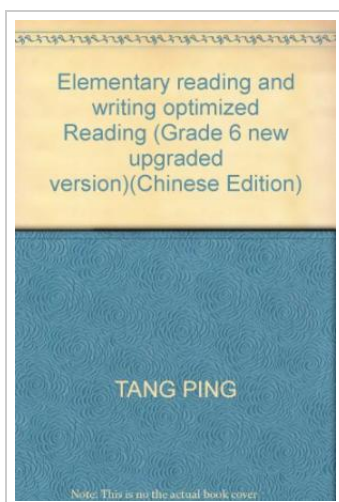 Elementary reading and
writing optimized
Reading (Grade 6 new
upgraded
version)(Chinese Edition)
TANG PING
Note: This is no the actual book cover